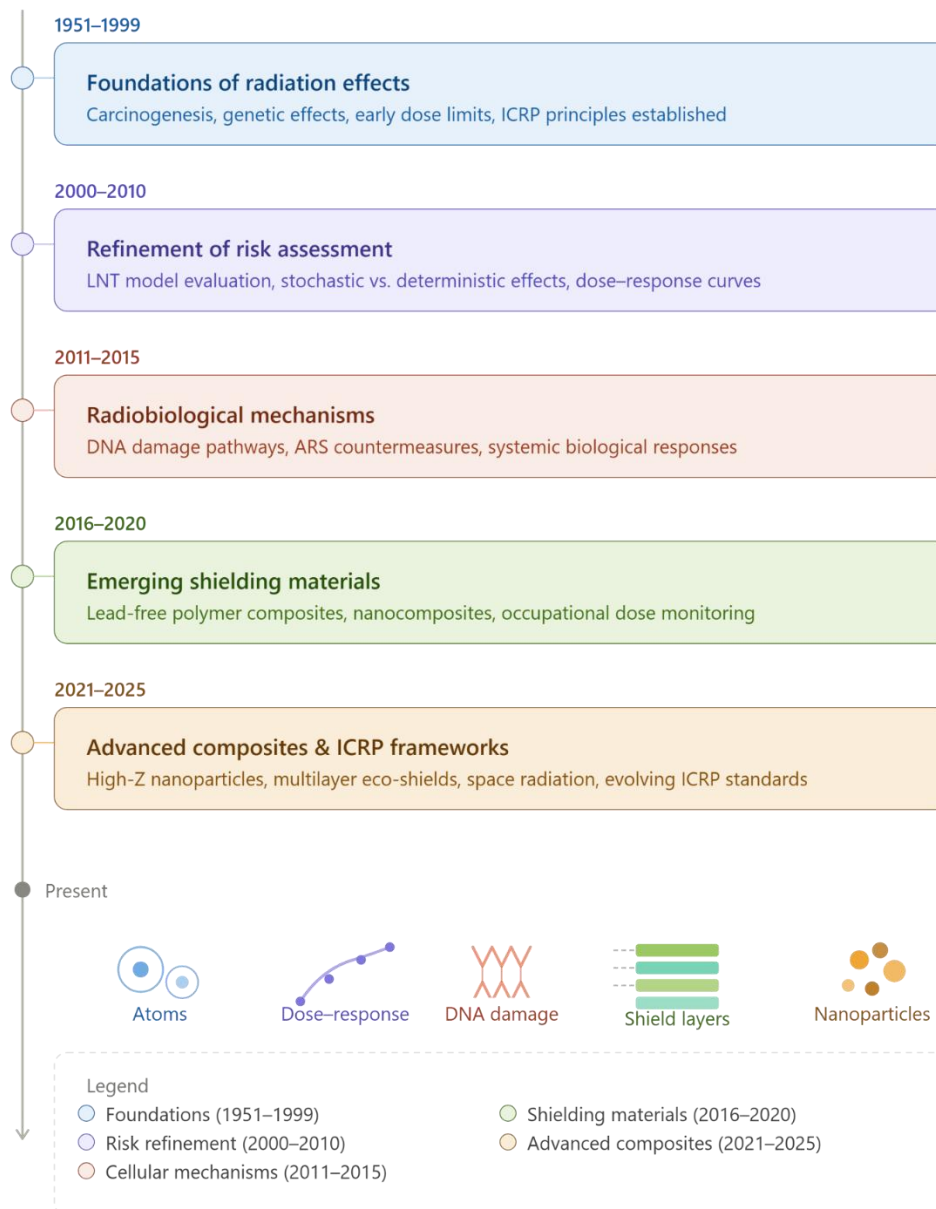 1951–1999
Foundations of radiation effects
Carcinogenesis, genetic effects, early dose limits, ICRP principles established
2000–2010
Refinement of risk assessment
LNT model evaluation, stochastic vs. deterministic effects, dose–response curves
2011–2015
Radiobiological mechanisms
DNA damage pathways, ARS countermeasures, systemic biological responses
2016–2020
Emerging shielding materials
Lead-free polymer composites, nanocomposites, occupational dose monitoring
2021–2025
Advanced composites & ICRP frameworks
High-Z nanoparticles, multilayer eco-shields, space radiation, evolving ICRP standards
Present
Atoms
Dose–response
DNA damage
Shield layers
Nanoparticles
Legend
Foundations (1951–1999)
Risk refinement (2000–2010)
Cellular mechanisms (2011–2015)
Shielding materials (2016–2020)
Advanced composites (2021–2025)